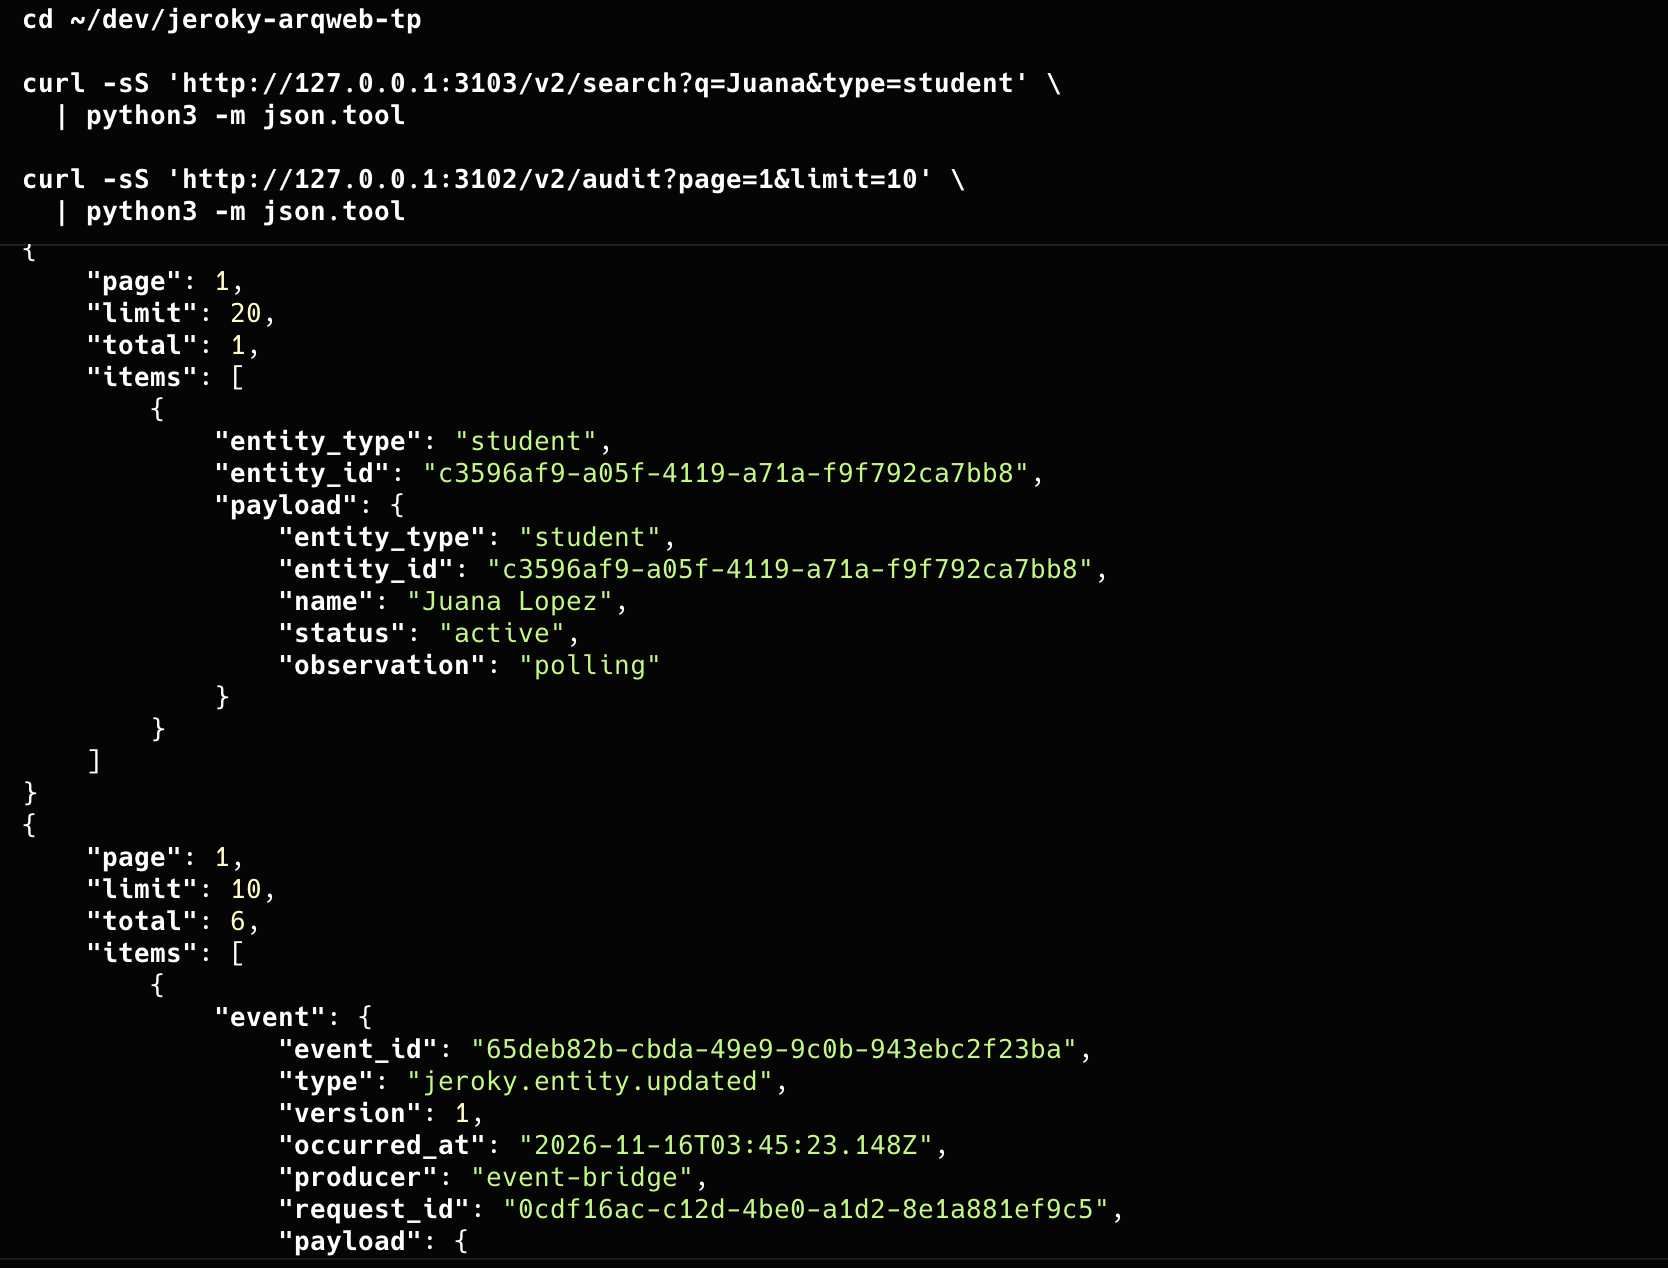 cd ~/dev/jeroky-arqweb-tp
curl -sS 'http://127.0.0.1:3103/v2/search?q=Juana&type=student' \
  | python3 -m json.tool
curl -sS 'http://127.0.0.1:3102/v2/audit?page=1&limit=10' \
  | python3 -m json.tool
{
    "page": 1,
    "limit": 20,
    "total": 1,
    "items": [
        {
            "entity_type": "student",
            "entity_id": "c3596af9-a05f-4119-a71a-f9f792ca7bb8",
            "payload": {
                "entity_type": "student",
                "entity_id": "c3596af9-a05f-4119-a71a-f9f792ca7bb8",
                "name": "Juana Lopez",
                "status": "active",
                "observation": "polling"
            }
        }
    ]
}
{
    "page": 1,
    "limit": 10,
    "total": 6,
    "items": [
        {
            "event": {
                "event_id": "65deb82b-cbda-49e9-9c0b-943ebc2f23ba",
                "type": "jeroky.entity.updated",
                "version": 1,
                "occurred_at": "2026-11-16T03:45:23.148Z",
                "producer": "event-bridge",
                "request_id": "0cdf16ac-c12d-4be0-a1d2-8e1a881ef9c5",
                "payload": {